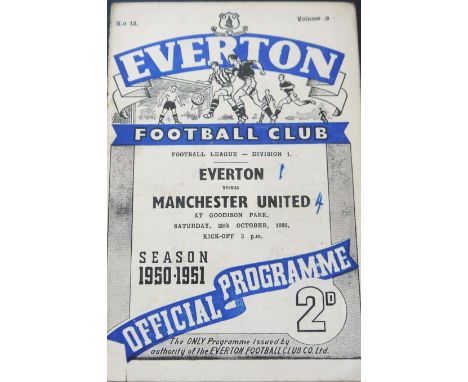 No 13. Volume .9
EVERTON
FOOTBALL CLUB
FOOTBALL LEAGUE — DIVISION 1.
EVERTON 1
versus
MANCHESTER UNITED 4
AT GOODISON PARK,
SATURDAY, 28th OCTOBER, 1950,
KICK-OFF 3 p.m.
SEASON
1950·1951
OFFICIAL PROGRAMME
2D
The ONLY Programme issued by
authority of the EVERTON FOOTBALL CLUB CO. Ltd.